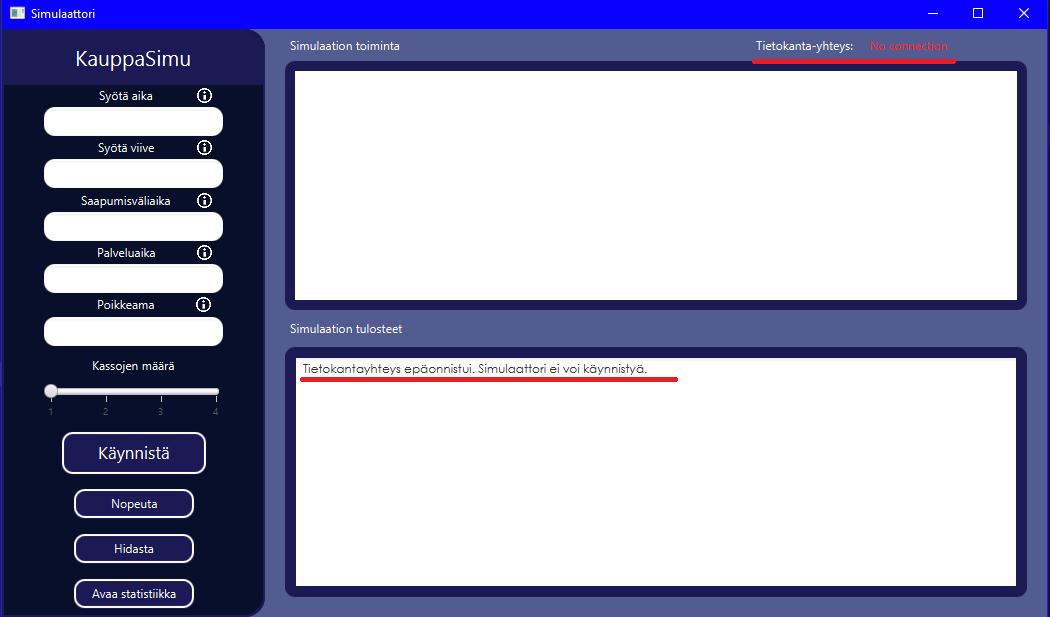 Simulaattori
KauppaSimu
Syötä aika
Syötä viive
Saapumisväliaika
Palveluaika
Poikkeama
Kassojen määrä
1 2 3 4
Käynnistä
Nopeuta
Hidasta
Avaa statistiikka
Simulaation toiminta
Tietokanta-yhteys: No connection
Simulaation tulosteet
Tietokantayhteys epäonnistui. Simulaattori ei voi käynnistyä.